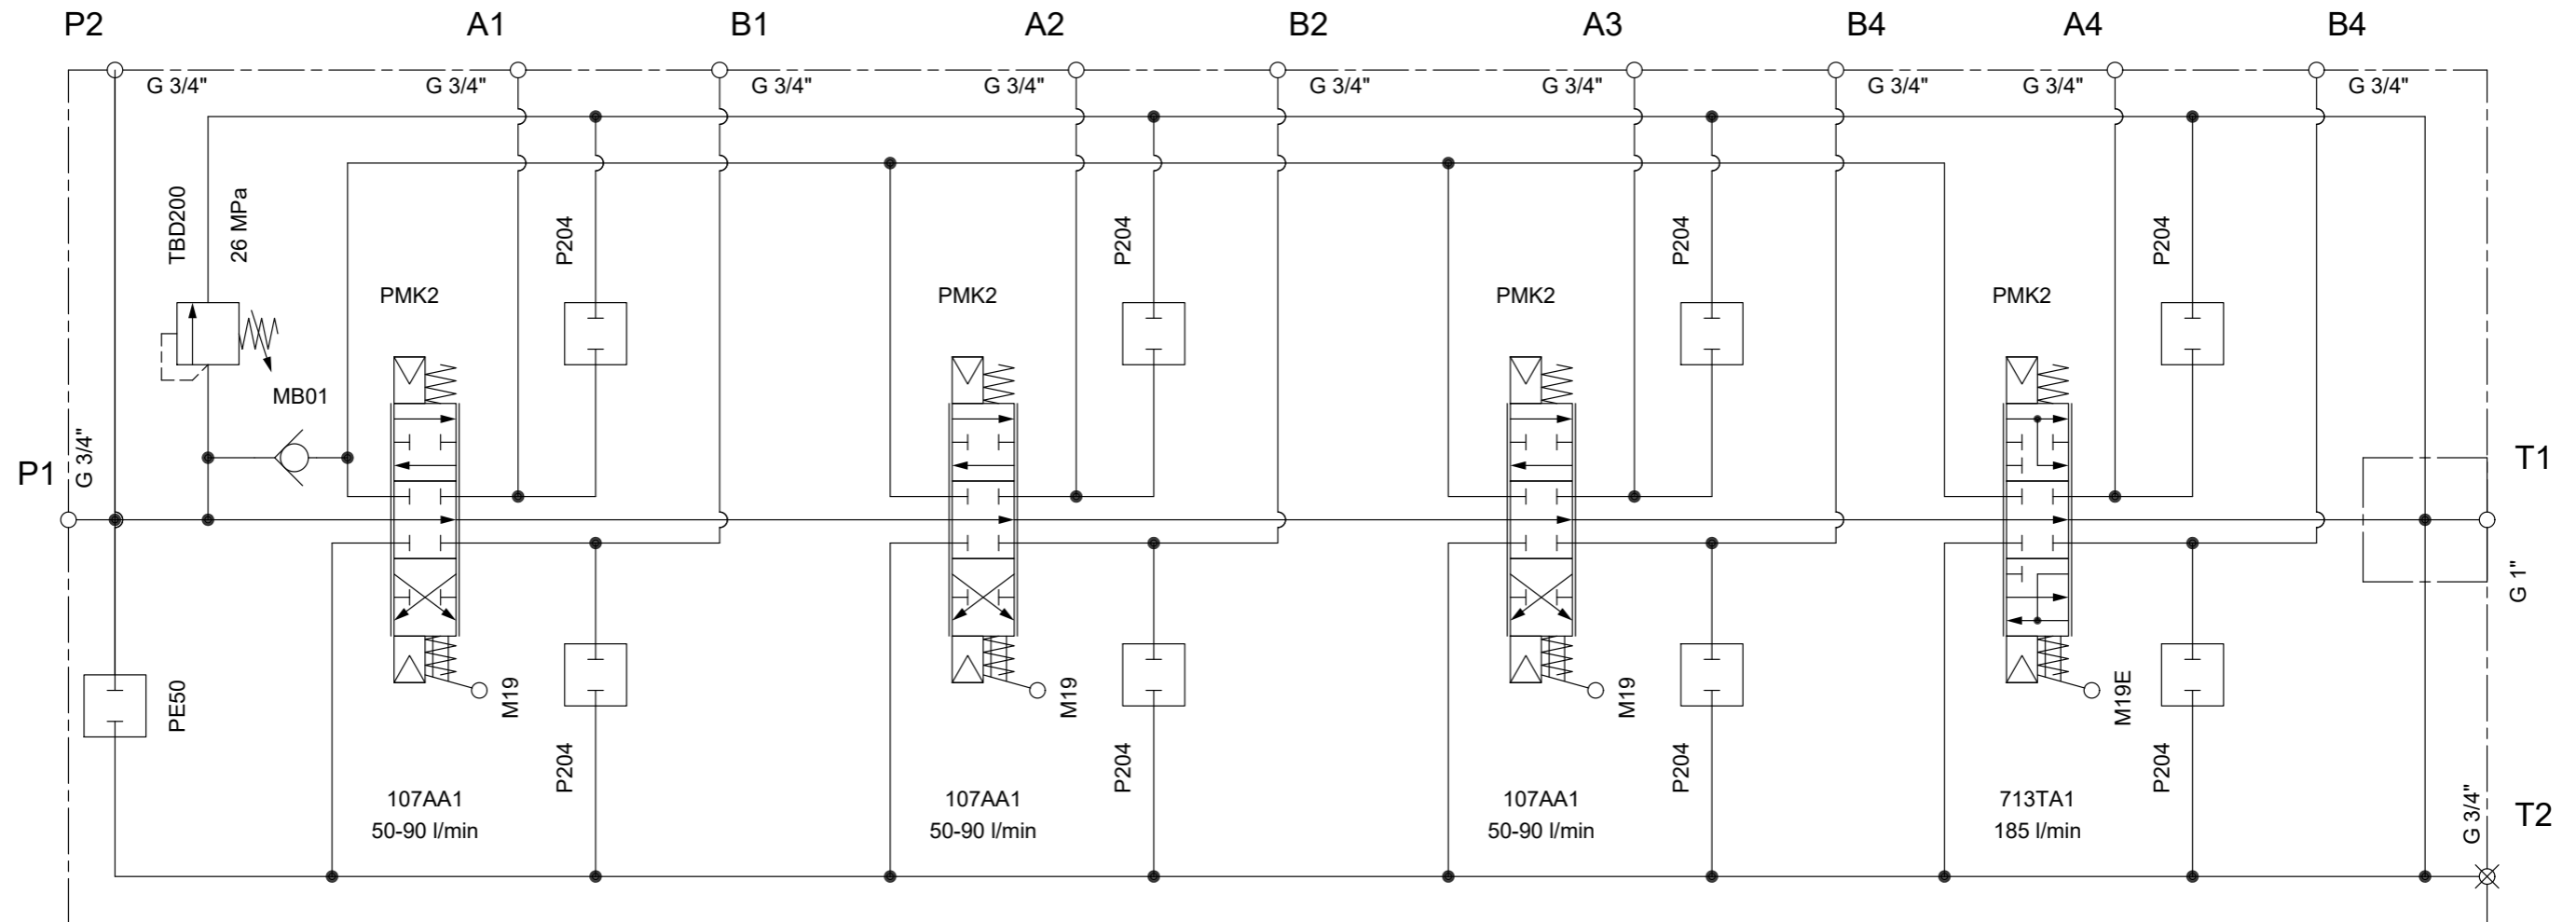 P2
A1
B1
A2
B2
A3
B4
A4
B4
G 3/4"
G 3/4"
G 3/4"
G 3/4"
G 3/4"
G 3/4"
G 3/4"
G 3/4"
G 3/4"
TBD200
26 MPa
P204
P204
P204
P204
PMK2
PMK2
PMK2
PMK2
MB01
P1
G 3/4"
T1
G 1"
PE50
M19
M19
M19
M19E
P204
P204
P204
P204
107AA1
50-90 l/min
107AA1
50-90 l/min
107AA1
50-90 l/min
713TA1
185 l/min
G 3/4"
T2